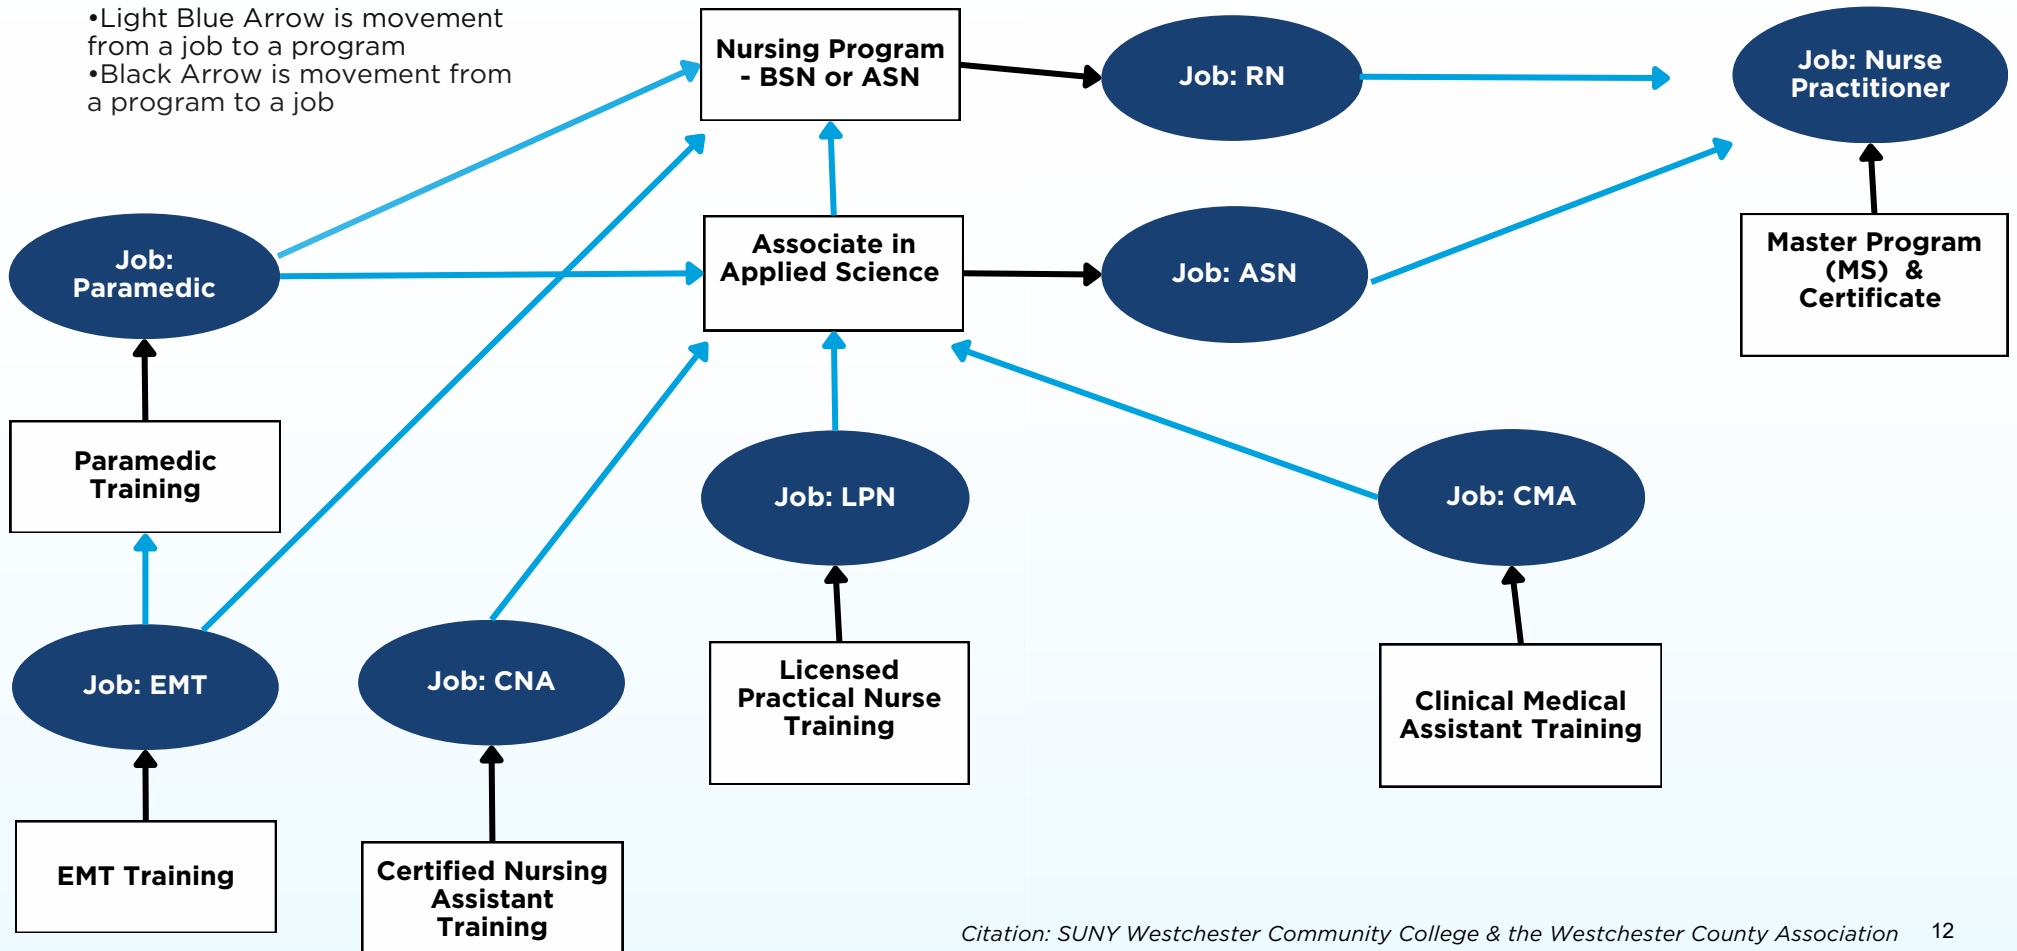 •Light Blue Arrow is movement
from a job to a program
•Black Arrow is movement from
a program to a job
Nursing Program
- BSN or ASN
Job: RN
Job: Nurse
Practitioner
Job:
Paramedic
Associate in
Applied Science
Job: ASN
Master Program
(MS) &
Certificate
Paramedic
Training
Job: LPN
Job: CMA
Job: EMT
Job: CNA
Licensed
Practical Nurse
Training
Clinical Medical
Assistant Training
EMT Training
Certified Nursing
Assistant
Training
Citation: SUNY Westchester Community College & the Westchester County Association 12